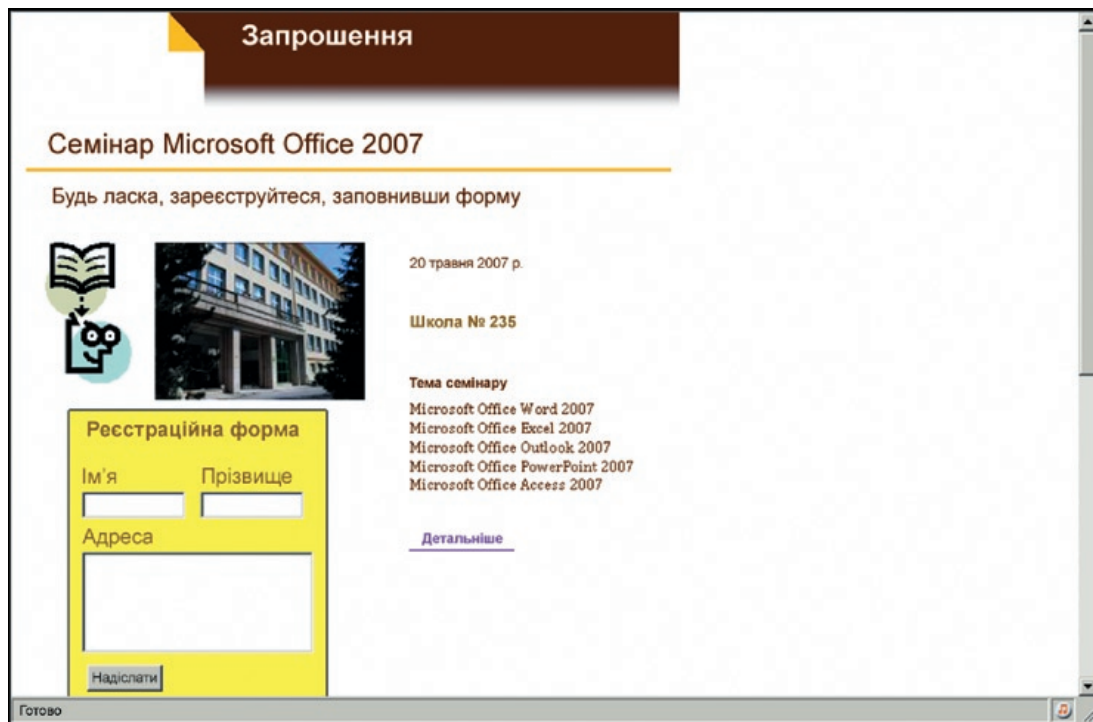 Запрошення
Семінар Microsoft Office 2007
Будь ласка, зареєструйтеся, заповнивши форму
20 травня 2007 р.
Школа № 235
Тема семінару
Microsoft Office Word 2007
Microsoft Office Excel 2007
Microsoft Office Outlook 2007
Microsoft Office PowerPoint 2007
Microsoft Office Access 2007
Детальніше
Реєстраційна форма
Ім’я Прізвище
Адреса
Надіслати
Готово